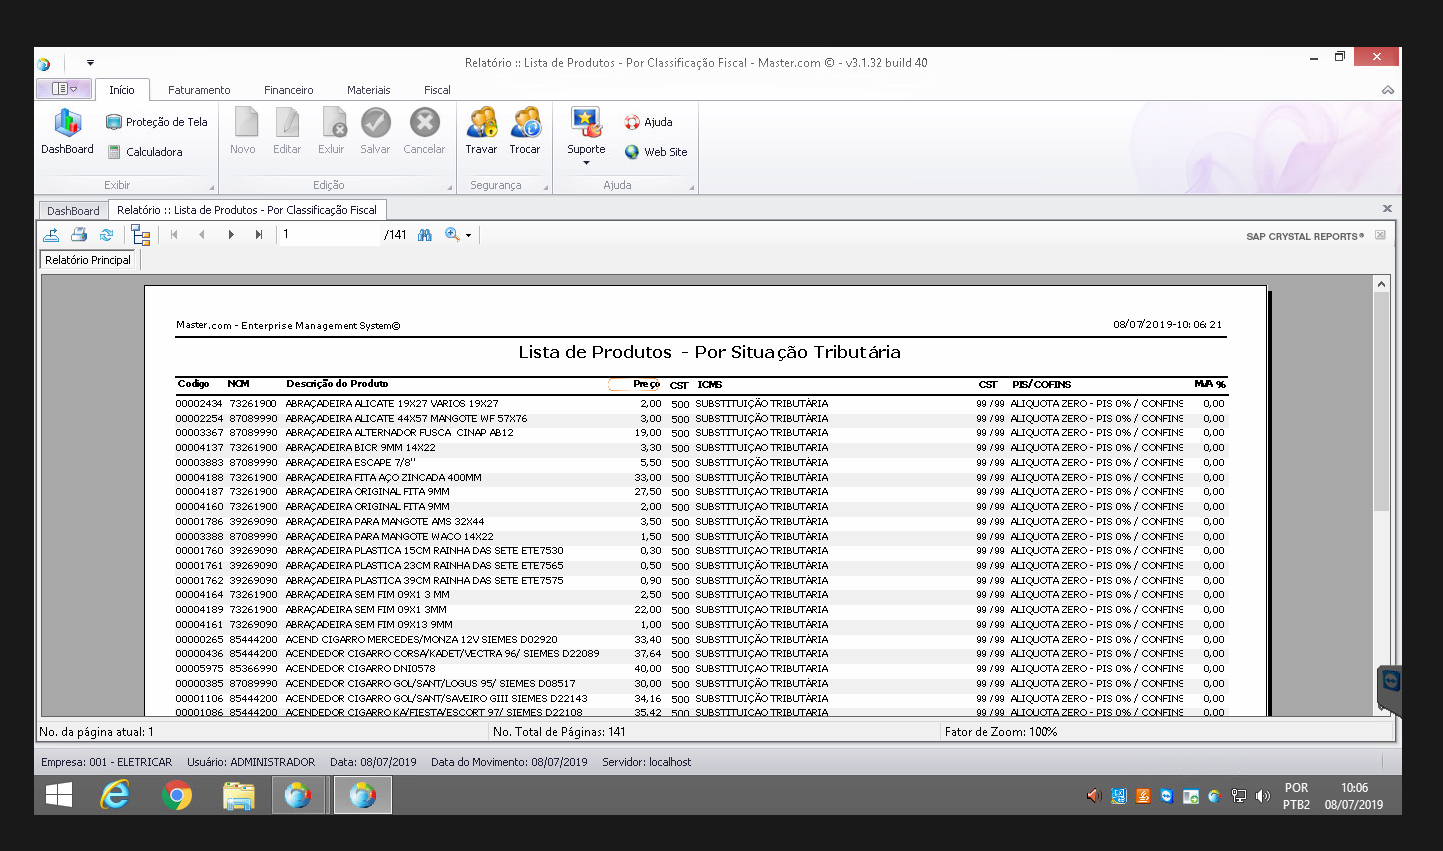 Relatório :: Lista de Produtos - Por Classificação Fiscal - Master.com © - v3.1.32 build 40
Início Faturamento Financeiro Materiais Fiscal
DashBoard Proteção de Tela Calculadora Novo Editar Exluir Salvar Cancelar Travar Trocar Suporte Ajuda Web Site
Exibir Edição Segurança Ajuda
DashBoard Relatório :: Lista de Produtos - Por Classificação Fiscal
1 /141 SAP CRYSTAL REPORTS®
Relatório Principal
Master.com - Enterprise Management System© 08/07/2019-10:06:21
Lista de Produtos - Por Situação Tributária
Codigo NCM Descrição do Produto Preço CST ICMS CST PIS/COFINS MVA %
00002434 73261900 ABRAÇADEIRA ALICATE 19X27 VARIOS 19X27 2,00 500 SUBSTITUIÇÃO TRIBUTÁRIA 99 / 99 ALIQUOTA ZERO - PIS 0% / CONFINS 0,00
00002254 87089990 ABRAÇADEIRA ALICATE 44X57 MANGOTE WF 57X76 3,00 500 SUBSTITUIÇÃO TRIBUTÁRIA 99 / 99 ALIQUOTA ZERO - PIS 0% / CONFINS 0,00
00003367 87089990 ABRAÇADEIRA ALTERNADOR FUSCA CINAP AB12 19,00 500 SUBSTITUIÇÃO TRIBUTÁRIA 99 / 99 ALIQUOTA ZERO - PIS 0% / CONFINS 0,00
00004137 73261900 ABRAÇADEIRA BICR 9MM 14X22 3,30 500 SUBSTITUIÇÃO TRIBUTÁRIA 99 / 99 ALIQUOTA ZERO - PIS 0% / CONFINS 0,00
00003883 87089990 ABRAÇADEIRA ESCAPE 7/8'' 5,50 500 SUBSTITUIÇÃO TRIBUTÁRIA 99 / 99 ALIQUOTA ZERO - PIS 0% / CONFINS 0,00
00004188 73261900 ABRAÇADEIRA FITA AÇO ZINCADA 400MM 33,00 500 SUBSTITUIÇÃO TRIBUTÁRIA 99 / 99 ALIQUOTA ZERO - PIS 0% / CONFINS 0,00
00004187 73261900 ABRAÇADEIRA ORIGINAL FITA 9MM 27,50 500 SUBSTITUIÇÃO TRIBUTÁRIA 99 / 99 ALIQUOTA ZERO - PIS 0% / CONFINS 0,00
00004160 73261900 ABRAÇADEIRA ORIGINAL FITA 9MM 2,00 500 SUBSTITUIÇÃO TRIBUTÁRIA 99 / 99 ALIQUOTA ZERO - PIS 0% / CONFINS 0,00
00001786 39269090 ABRAÇADEIRA PARA MANGOTE AMS 32X44 3,50 500 SUBSTITUIÇÃO TRIBUTÁRIA 99 / 99 ALIQUOTA ZERO - PIS 0% / CONFINS 0,00
00003388 87089990 ABRAÇADEIRA PARA MANGOTE WACO 14X22 1,50 500 SUBSTITUIÇÃO TRIBUTÁRIA 99 / 99 ALIQUOTA ZERO - PIS 0% / CONFINS 0,00
00001760 39269090 ABRAÇADEIRA PLASTICA 15CM RAINHA DAS SETE ETE7530 0,30 500 SUBSTITUIÇÃO TRIBUTÁRIA 99 / 99 ALIQUOTA ZERO - PIS 0% / CONFINS 0,00
00001761 39269090 ABRAÇADEIRA PLASTICA 23CM RAINHA DAS SETE ETE7565 0,50 500 SUBSTITUIÇÃO TRIBUTÁRIA 99 / 99 ALIQUOTA ZERO - PIS 0% / CONFINS 0,00
00001762 39269090 ABRAÇADEIRA PLASTICA 39CM RAINHA DAS SETE ETE7575 0,90 500 SUBSTITUIÇÃO TRIBUTÁRIA 99 / 99 ALIQUOTA ZERO - PIS 0% / CONFINS 0,00
00004164 73261900 ABRAÇADEIRA SEM FIM 09X1 3 MM 2,50 500 SUBSTITUIÇÃO TRIBUTÁRIA 99 / 99 ALIQUOTA ZERO - PIS 0% / CONFINS 0,00
00004189 73261900 ABRAÇADEIRA SEM FIM 09X1 3MM 22,00 500 SUBSTITUIÇÃO TRIBUTÁRIA 99 / 99 ALIQUOTA ZERO - PIS 0% / CONFINS 0,00
00004161 73269090 ABRAÇADEIRA SEM FIM 09X13 9MM 1,00 500 SUBSTITUIÇÃO TRIBUTÁRIA 99 / 99 ALIQUOTA ZERO - PIS 0% / CONFINS 0,00
00000265 85444200 ACEND CIGARRO MERCEDES/MONZA 12V SIEMES D02920 33,40 500 SUBSTITUIÇÃO TRIBUTÁRIA 99 / 99 ALIQUOTA ZERO - PIS 0% / CONFINS 0,00
00000436 85444200 ACENDEDOR CIGARRO CORSA/KADET/VECTRA 96/ SIEMES D22089 37,64 500 SUBSTITUIÇÃO TRIBUTÁRIA 99 / 99 ALIQUOTA ZERO - PIS 0% / CONFINS 0,00
00005975 85366990 ACENDEDOR CIGARRO DNI0578 40,00 500 SUBSTITUIÇÃO TRIBUTÁRIA 99 / 99 ALIQUOTA ZERO - PIS 0% / CONFINS 0,00
00000385 87089990 ACENDEDOR CIGARRO GOL/SANT/LOGUS 95/ SIEMES D08517 30,00 500 SUBSTITUIÇÃO TRIBUTÁRIA 99 / 99 ALIQUOTA ZERO - PIS 0% / CONFINS 0,00
00001106 85444200 ACENDEDOR CIGARRO GOL/SANT/SAVEIRO GIII SIEMES D22143 34,16 500 SUBSTITUIÇÃO TRIBUTÁRIA 99 / 99 ALIQUOTA ZERO - PIS 0% / CONFINS 0,00
00001086 85444200 ACENDEDOR CIGARRO KA/FIESTA/ESCORT 97/ SIEMES D22108 35,42 500 SUBSTITUIÇÃO TRIBUTÁRIA 99 / 99 ALIQUOTA ZERO - PIS 0% / CONFINS 0,00
No. da página atual: 1 No. Total de Páginas: 141 Fator de Zoom: 100%
Empresa: 001 - ELETRICAR Usuário: ADMINISTRADOR Data: 08/07/2019 Data do Movimento: 08/07/2019 Servidor: localhost
POR 10:06
PTB2 08/07/2019